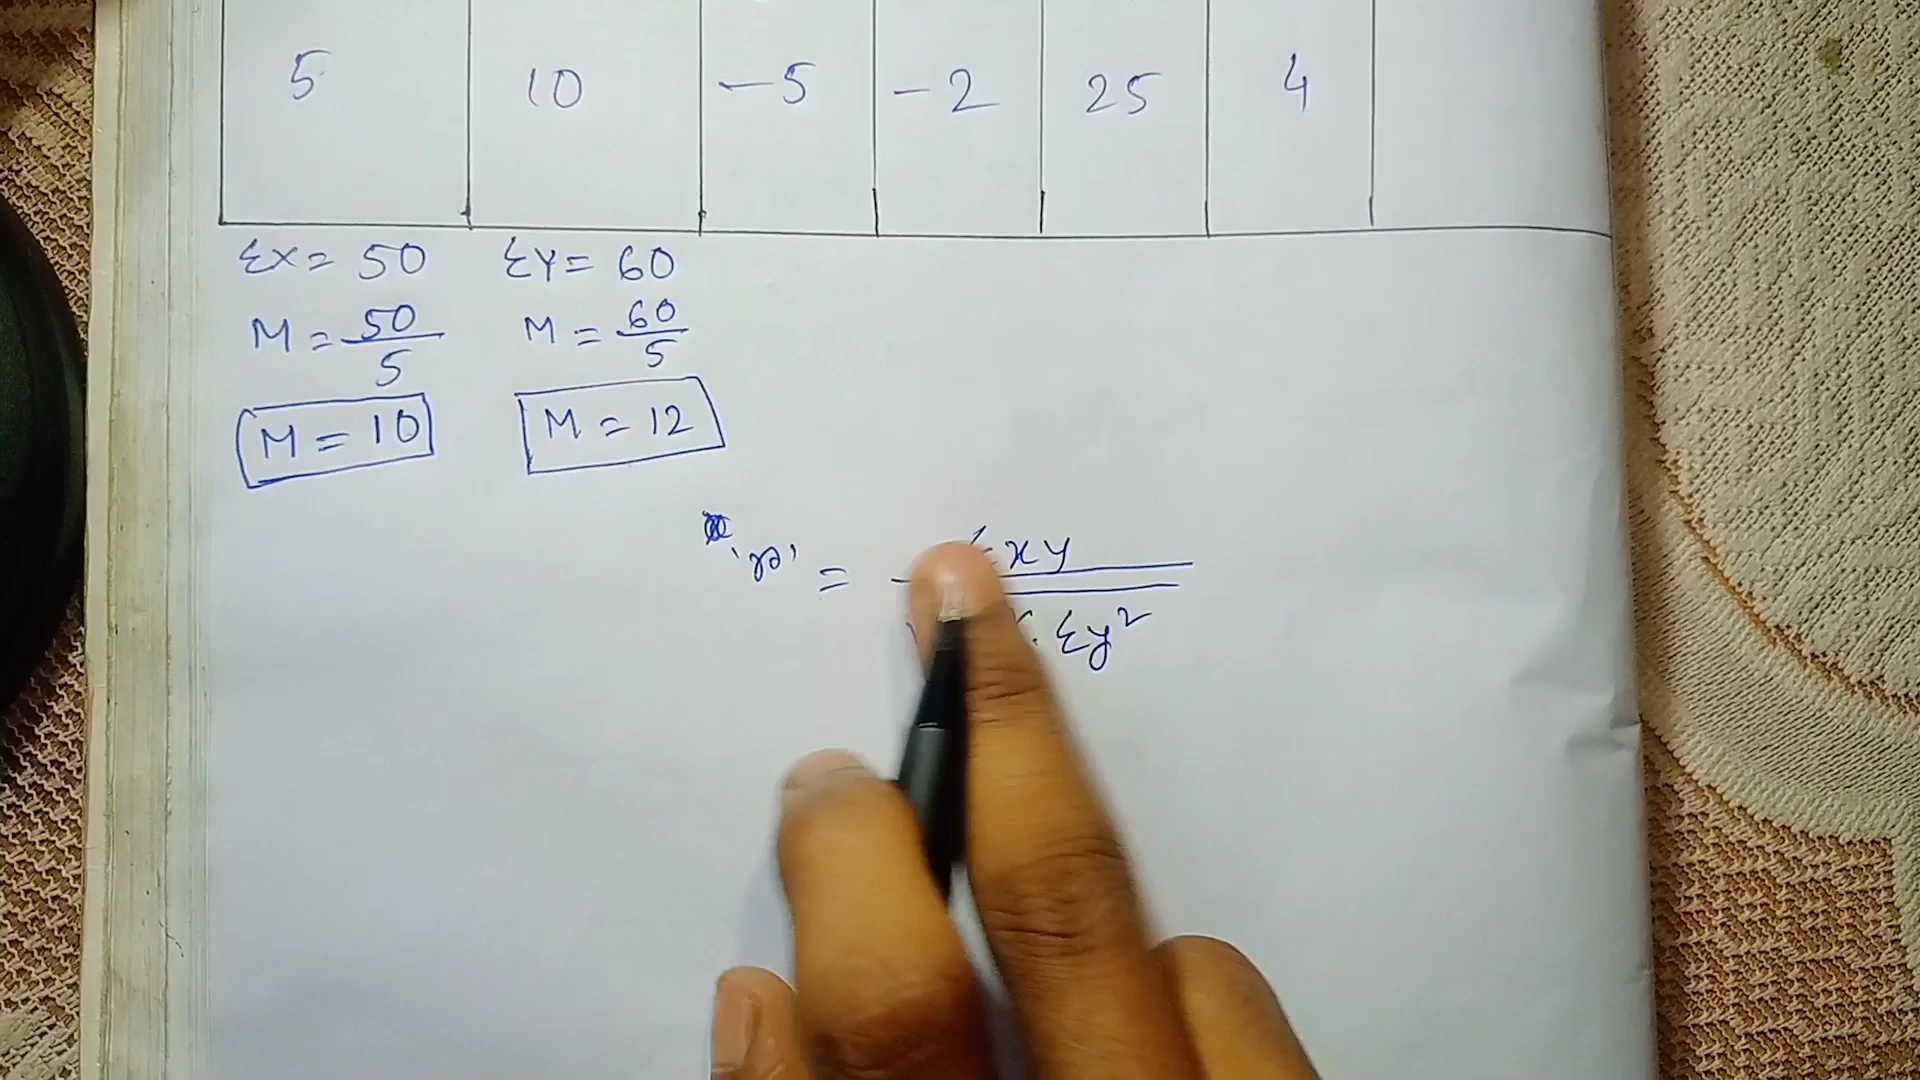 5 10 -5 -2 25 4
Σx = 50 Σy = 60
M = 50/5 M = 60/5
M = 10 M = 12
'r' = Σxy
Σy²